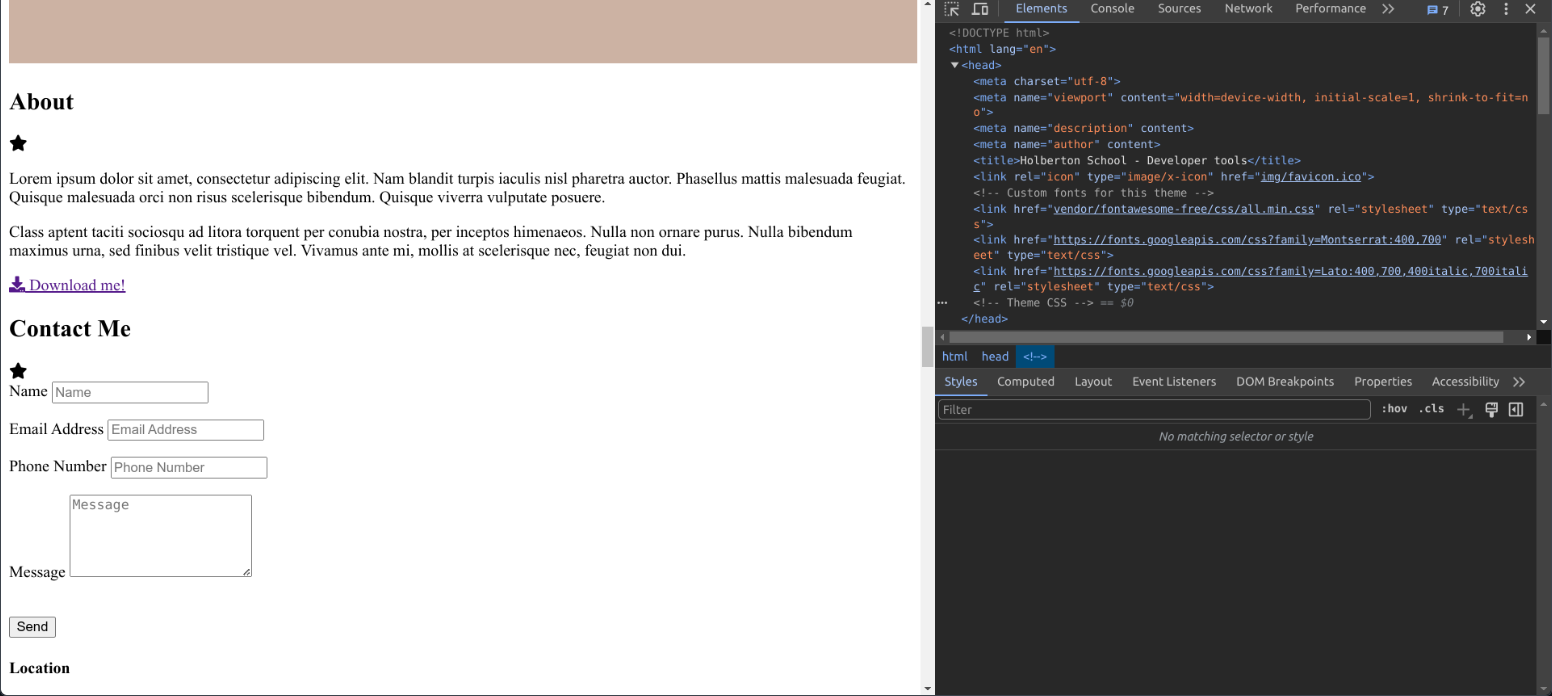 About
Lorem ipsum dolor sit amet, consectetur adipiscing elit. Nam blandit turpis iaculis nisl pharetra auctor. Phasellus mattis malesuada feugiat.
Quisque malesuada orci non risus scelerisque bibendum. Quisque viverra vulputate posuere.
Class aptent taciti sociosqu ad litora torquent per conubia nostra, per inceptos himenaeos. Nulla non ornare purus. Nulla bibendum
maximus urna, sed finibus velit tristique vel. Vivamus ante mi, mollis at scelerisque nec, feugiat non dui.
Download me!
Contact Me
Name Name
Email Address Email Address
Phone Number Phone Number
Message Message
Send
Location
Elements Console Sources Network Performance 7
<!DOCTYPE html>
<html lang="en">
<head>
<meta charset="utf-8">
<meta name="viewport" content="width=device-width, initial-scale=1, shrink-to-fit=n
o">
<meta name="description" content>
<meta name="author" content>
<title>Holberton School - Developer tools</title>
<link rel="icon" type="image/x-icon" href="img/favicon.ico">
<!-- Custom fonts for this theme -->
<link href="vendor/fontawesome-free/css/all.min.css" rel="stylesheet" type="text/cs
s">
<link href="https://fonts.googleapis.com/css?family=Montserrat:400,700" rel="stylesh
eet" type="text/css">
<link href="https://fonts.googleapis.com/css?family=Lato:400,700,400italic,700itali
c" rel="stylesheet" type="text/css">
... <!-- Theme CSS --> == $0
</head>
html head <!-->
Styles Computed Layout Event Listeners DOM Breakpoints Properties Accessibility
Filter :hov .cls
No matching selector or style